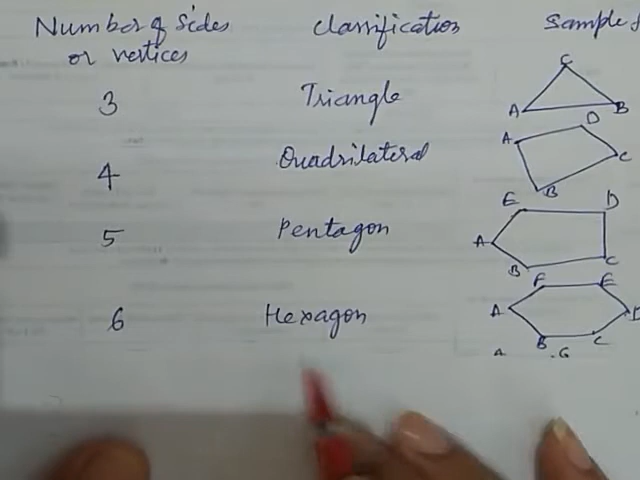 Number of Sides Classification Sample
or vertices
3 Triangle
C
A B
4 Quadrilateral
A D
C
B
5 Pentagon
E D
A
B C
6 Hexagon
F E
A D
B C
A .G